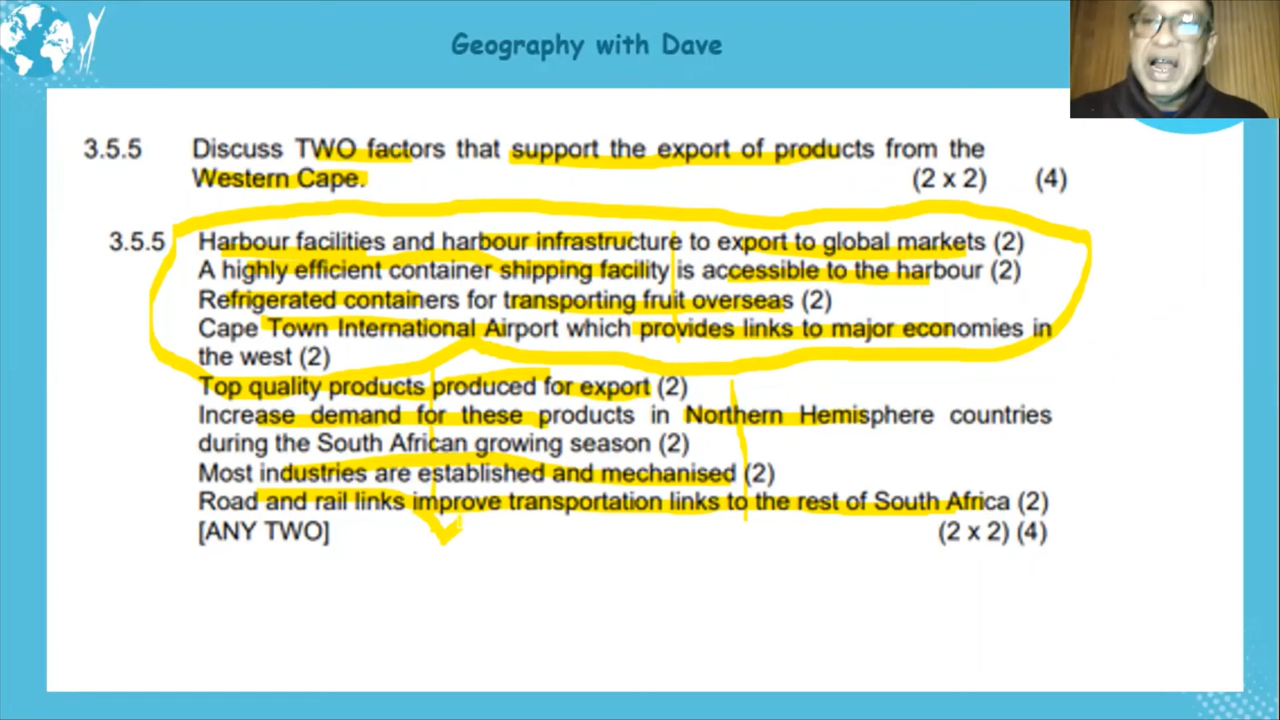 Geography with Dave
3.5.5 Discuss TWO factors that support the export of products from the
Western Cape. (2 x 2) (4)
3.5.5 Harbour facilities and harbour infrastructure to export to global markets (2)
A highly efficient container shipping facility is accessible to the harbour (2)
Refrigerated containers for transporting fruit overseas (2)
Cape Town International Airport which provides links to major economies in
the west (2)
Top quality products produced for export (2)
Increase demand for these products in Northern Hemisphere countries
during the South African growing season (2)
Most industries are established and mechanised (2)
Road and rail links improve transportation links to the rest of South Africa (2)
[ANY TWO] (2 x 2) (4)